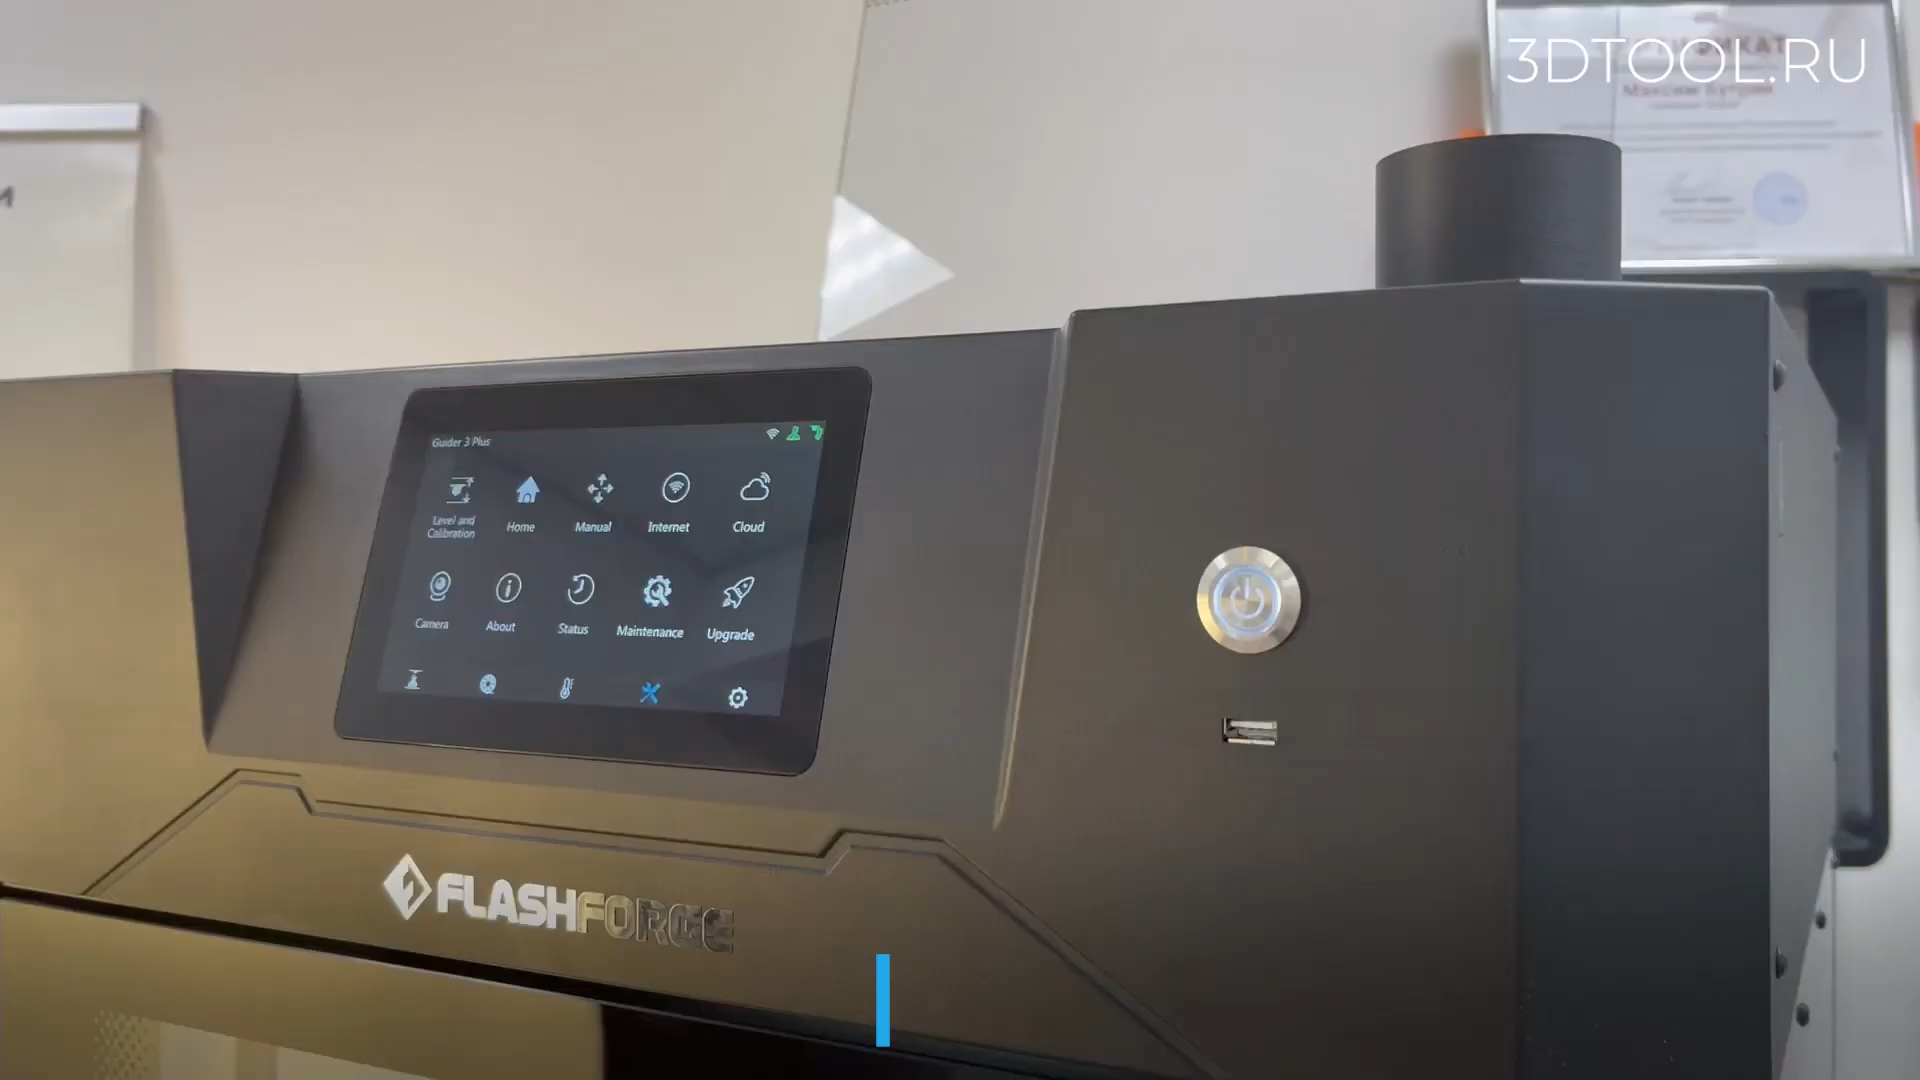 3DTOOL.RU
Guider 3 Plus
Level and
Calibration
Home
Manual
Internet
Cloud
Camera
About
Status
Maintenance
Upgrade
FLASHFORGE